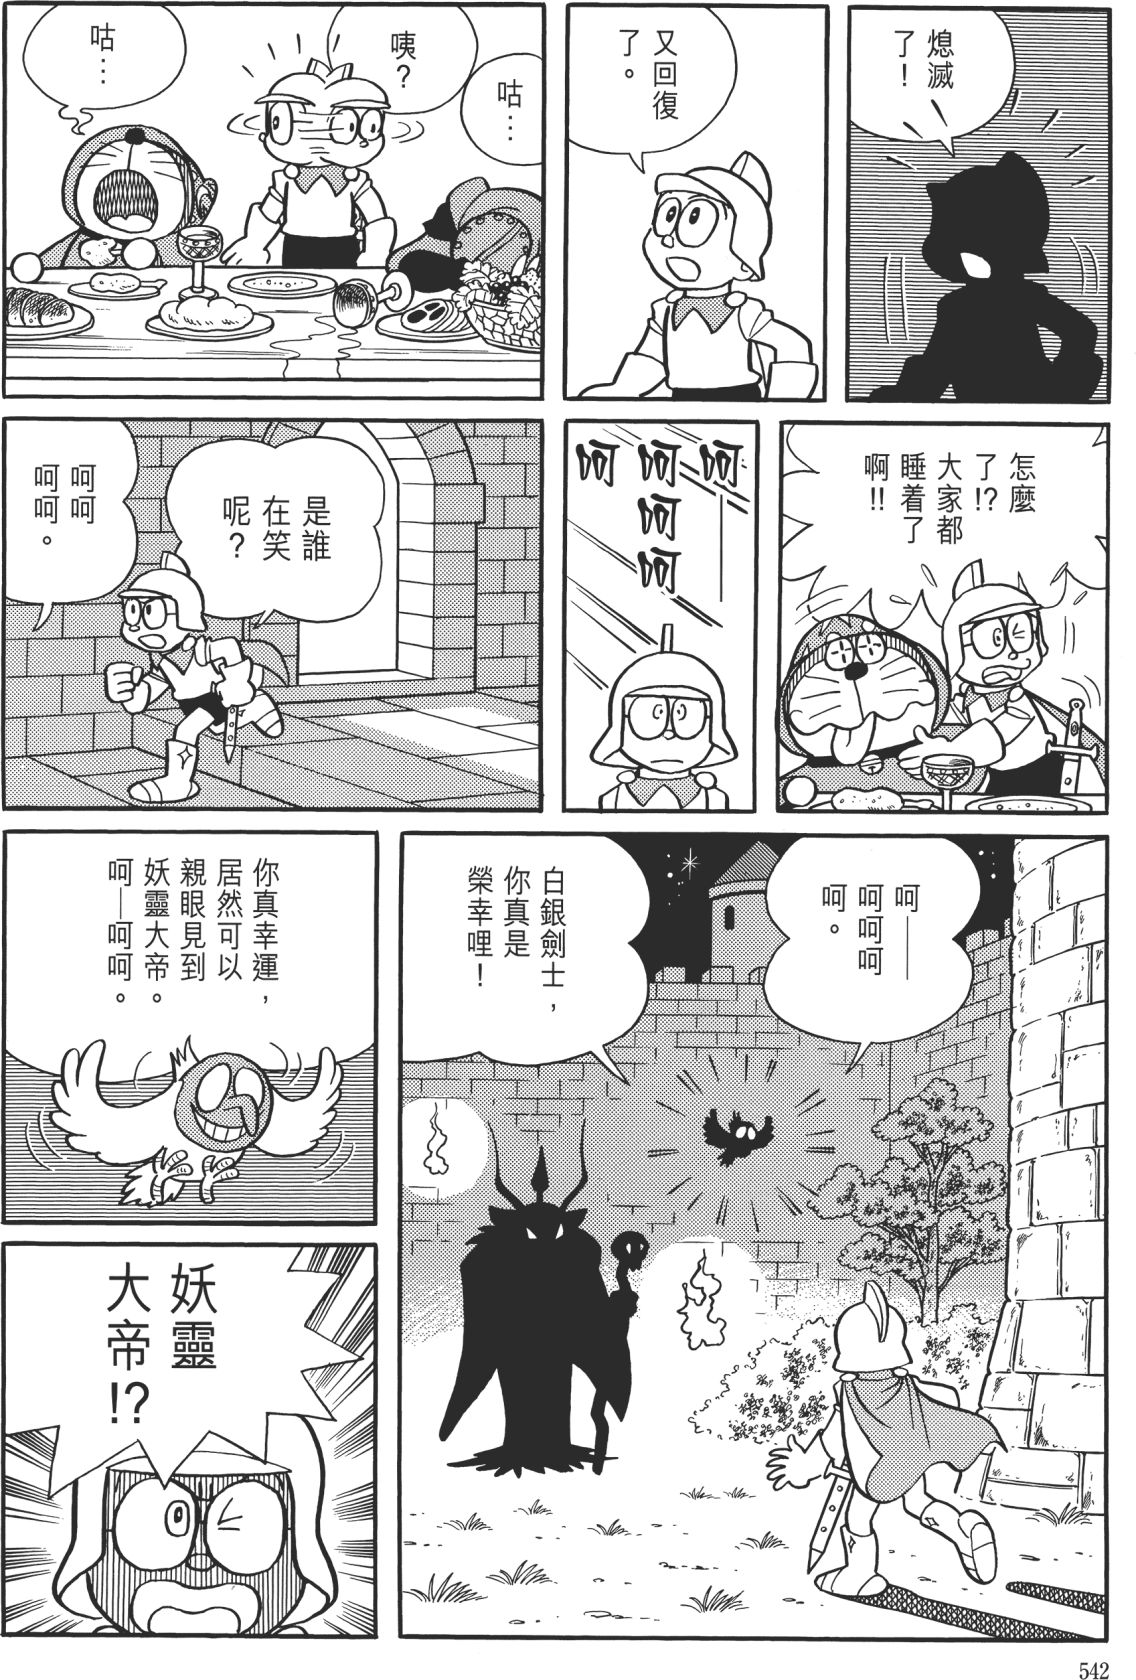 熄滅
了!
又回復
了。
咦?
咕…
咕…
怎麼
了!?
大家都
睡着了
啊!!
呵
呵呵呵
呵
是誰
在笑
呢?
呵呵
呵呵。
呵—
呵呵呵
呵。
白銀劍士，
你真是
榮幸哩!
你真幸運，
居然可以
親眼見到
妖靈大帝。
呵—呵呵。
妖靈
大帝!?
542